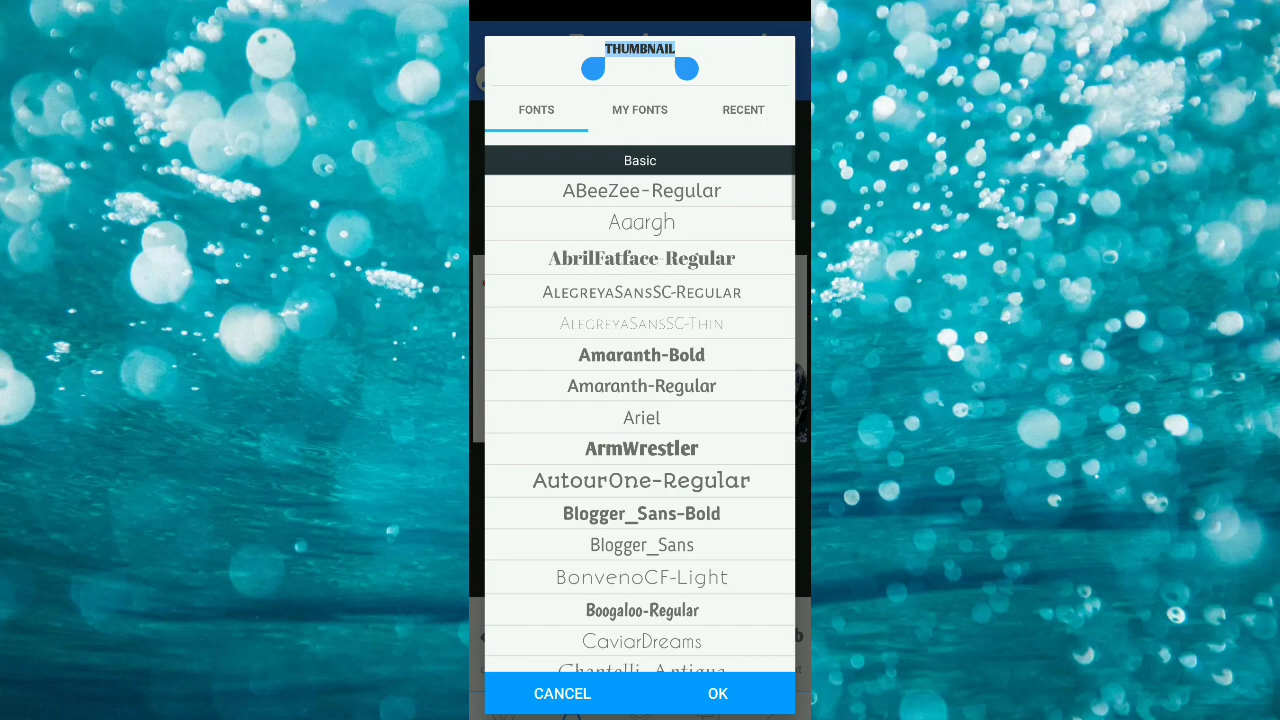 THUMBNAIL
FONTS MY FONTS RECENT
Basic
ABeeZee-Regular
Aaargh
AbrilFatface-Regular
AlegreyaSansSC-Regular
AlegreyaSansSC-Thin
Amaranth-Bold
Amaranth-Regular
Ariel
ArmWrestler
AutourOne-Regular
Blogger_Sans-Bold
Blogger_Sans
BonvenoCF-Light
Boogaloo-Regular
CaviarDreams
Chantelli_Antiqua
CANCEL OK